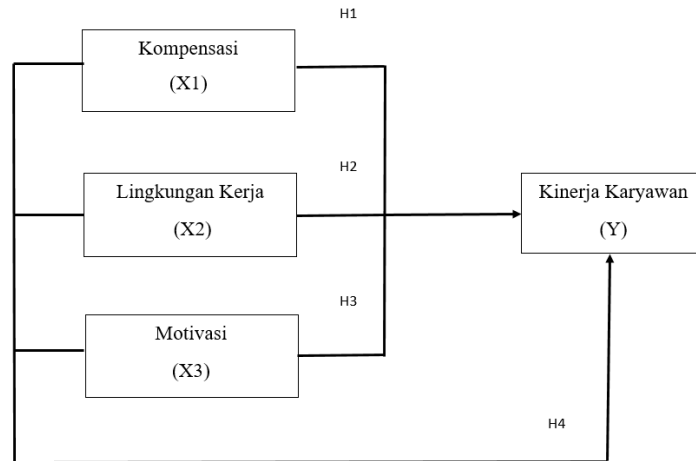 H1
Kompensasi
(X1)
H2
Lingkungan Kerja
(X2)
Kinerja Karyawan
(Y)
H3
Motivasi
(X3)
H4